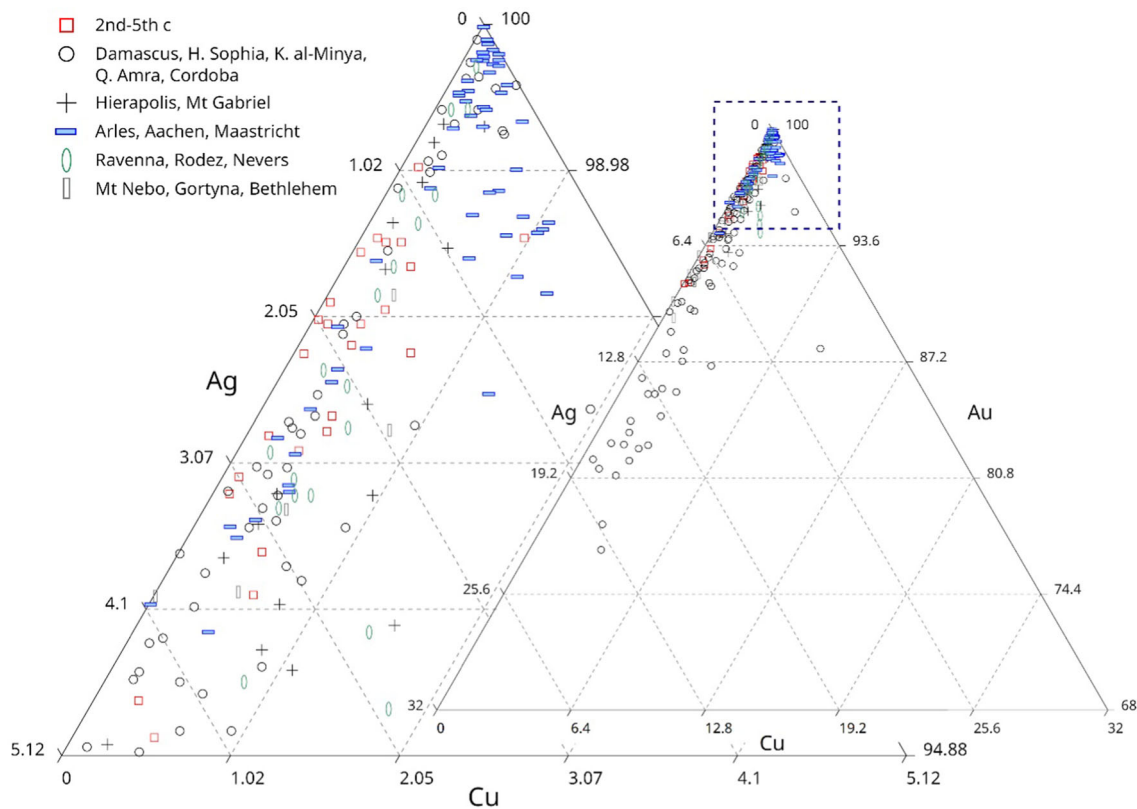 2nd-5th c
Damascus, H. Sophia, K. al-Minya,
Q. Amra, Cordoba
Hierapolis, Mt Gabriel
Arles, Aachen, Maastricht
Ravenna, Rodez, Nevers
Mt Nebo, Gortyna, Bethlehem
0 100
0 100
1.02 98.98
6.4 93.6
2.05
12.8 87.2
Ag Ag Au
3.07 19.2 80.8
4.1 25.6 74.4
32 68
0 6.4 12.8 19.2 25.6 32
Cu
5.12 94.88
0 1.02 2.05 3.07 4.1 5.12
Cu